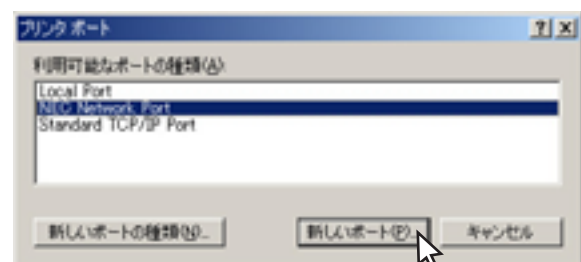 プリンタ ポート
利用可能なポートの種類(A):
Local Port
NEC Network Port
Standard TCP/IP Port
新しいポートの種類(N)...
新しいポート(P)...
キャンセル